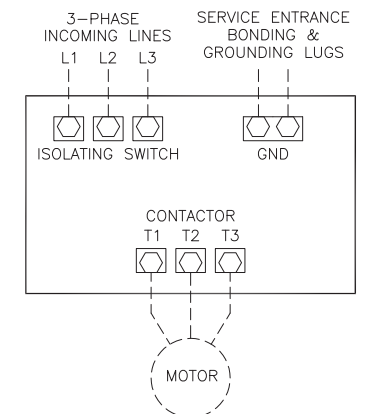 3-PHASE
INCOMING LINES
L1 L2 L3
SERVICE ENTRANCE
BONDING &
GROUNDING LUGS
ISOLATING SWITCH
GND
CONTACTOR
T1 T2 T3
MOTOR